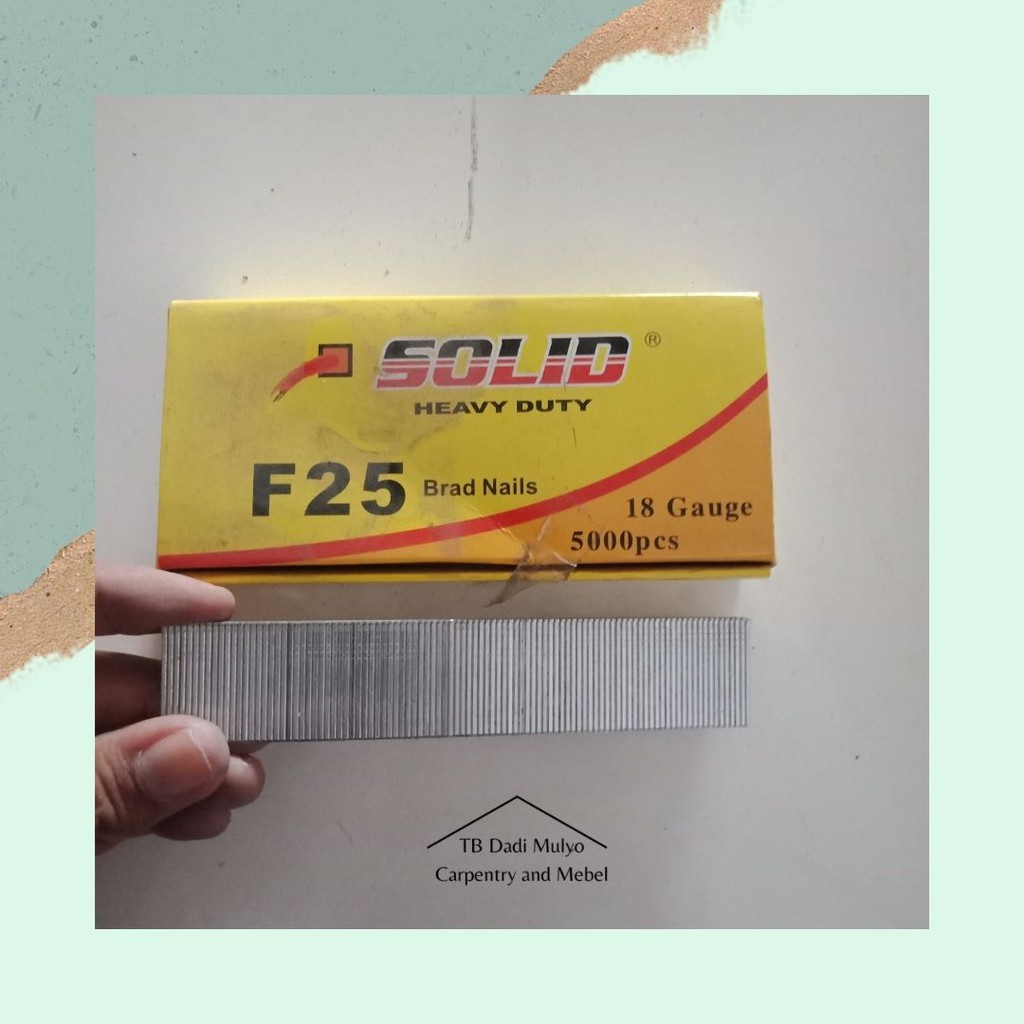 SOLID ®
HEAVY DUTY
F25 Brad Nails
18 Gauge
5000pcs
TB Dadi Mulyo
Carpentry and Mebel